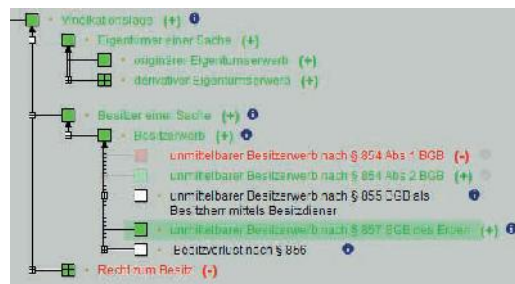 Vindikationslage (+)
Eigentümer einer Sache (+)
originärer Eigentumserwerb (+)
derivativer Eigentumserwerb (+)
Besitzer einer Sache (+)
Besitzerwerb (+)
unmittelbarer Besitzerwerb nach § 854 Abs 1 BGB (-)
unmittelbarer Besitzerwerb nach § 854 Abs 2 BGB (+)
unmittelbarer Besitzerwerb nach § 855 BGB als
Besitzherr mittels Besitzdiener
unmittelbarer Besitzerwerb nach § 857 BGB des Erben (+)
Besitzverlust nach § 856
Recht zum Besitz (-)